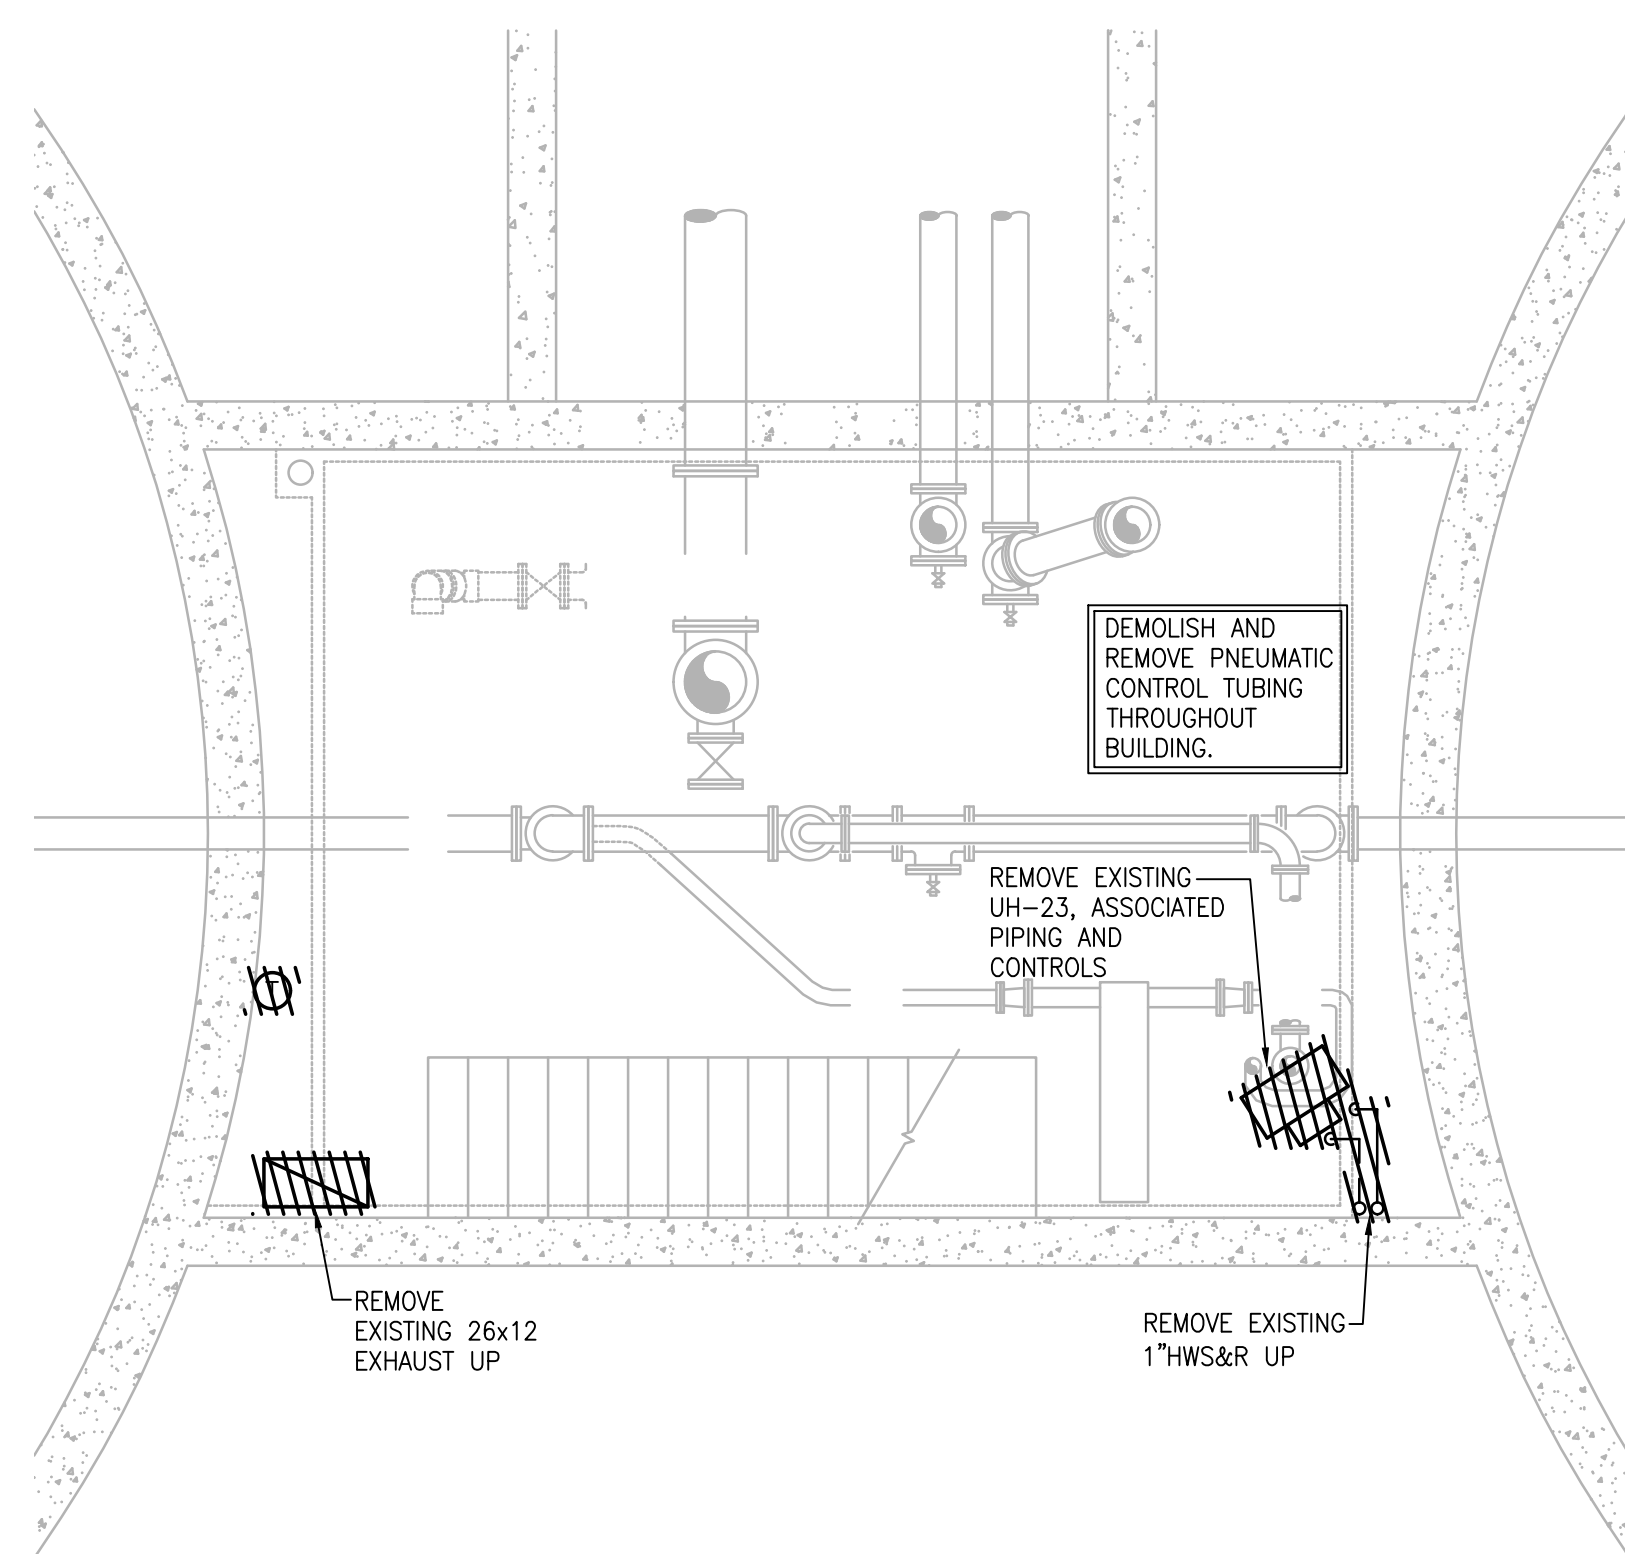 DEMOLISH AND
REMOVE PNEUMATIC
CONTROL TUBING
THROUGHOUT
BUILDING.
REMOVE EXISTING
UH-23, ASSOCIATED
PIPING AND
CONTROLS
T
REMOVE
EXISTING 26x12
EXHAUST UP
REMOVE EXISTING
1"HWS&R UP